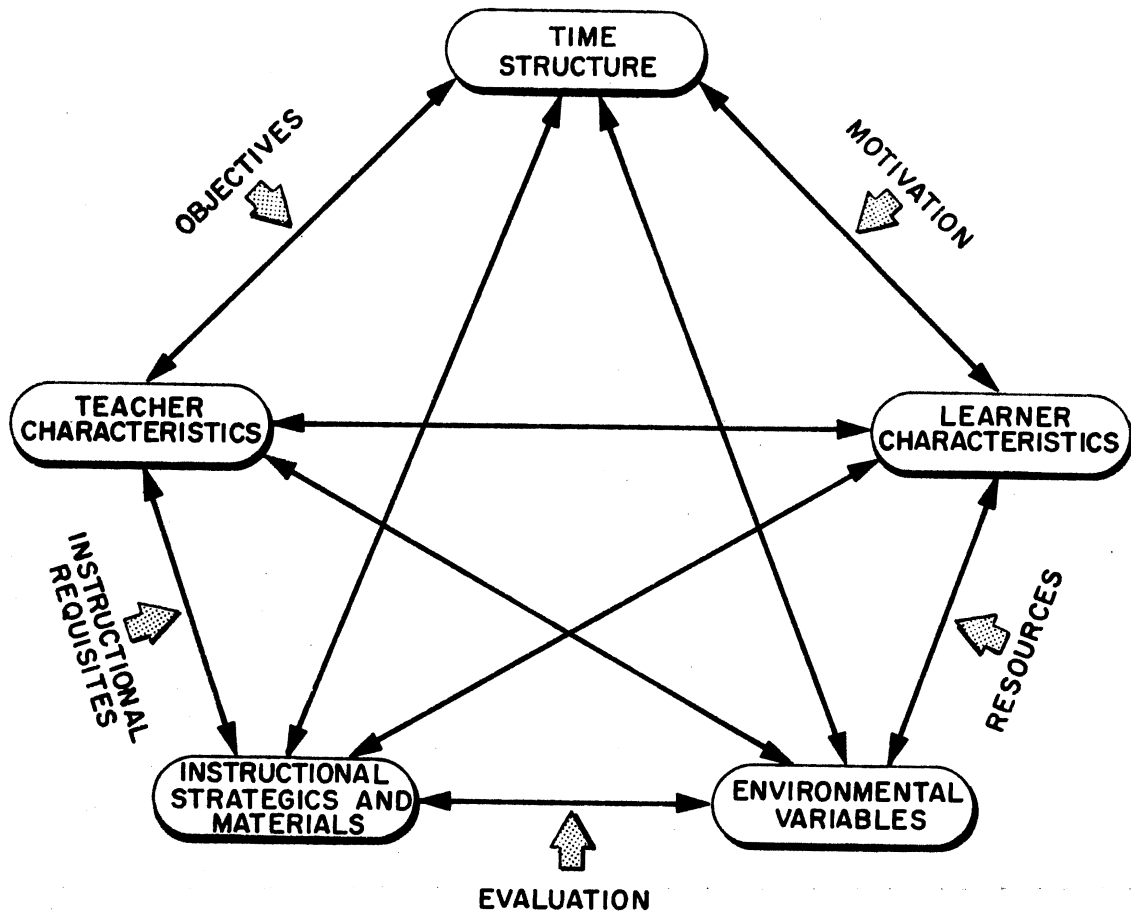 TIME
STRUCTURE
OBJECTIVES
MOTIVATION
TEACHER
CHARACTERISTICS
LEARNER
CHARACTERISTICS
INSTRUCTIONAL
REQUISITES
RESOURCES
INSTRUCTIONAL
STRATEGICS AND
MATERIALS
ENVIRONMENTAL
VARIABLES
EVALUATION